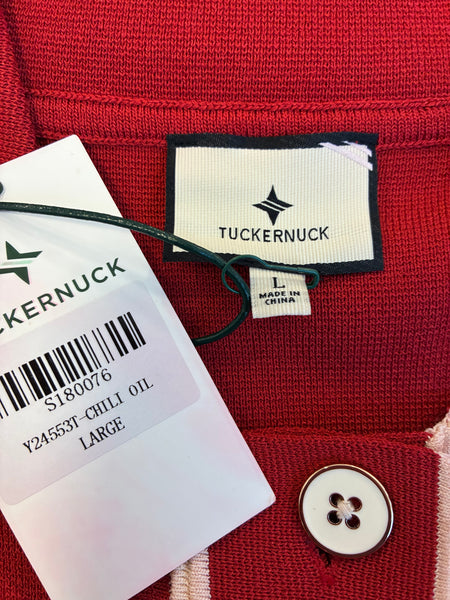 TUCKERNUCK
L
MADE IN
CHINA
CKERNUCK
S180076
Y24553T-CHILI OIL
LARGE